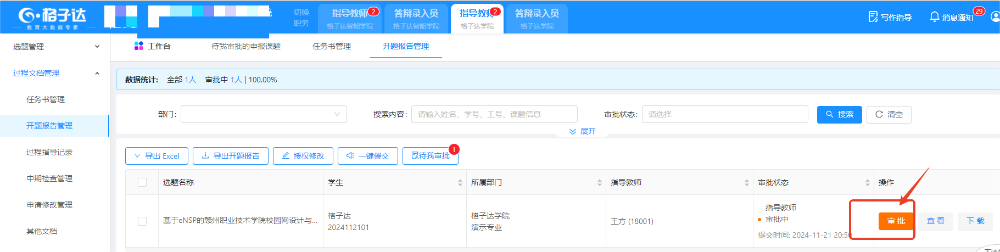 格子达
教育大数据专家
切换
职务
指导教师 2
格子达智能学院
答辩录入员
格子达智能学院
指导教师 2
格子达学院
答辩录入员
格子达学院
写作指导
消息通知 29
选题管理
过程文档管理
任务书管理
开题报告管理
过程指导记录
中期检查管理
申请修改管理
其他文档
工作台
待我审批的申报课题
任务书管理
开题报告管理
数据统计: 全部 1人 审批中 1人 | 100.00%
部门:
搜索内容: 请输入姓名、学号、工号、课题信息
审批状态: 请选择
搜索
清空
展开
导出 Excel
导出开题报告
授权修改
一键催交
待我审批 1
选题名称 学生 所属部门 指导教师 审批状态 操作
基于eNSP的赣州职业技术学院校园网设计与...
格子达
2024112101
格子达学院
演示专业
王方 (18001)
指导教师
审批中
提交时间: 2024-11-21 20:50
审 批
查 看
下 载